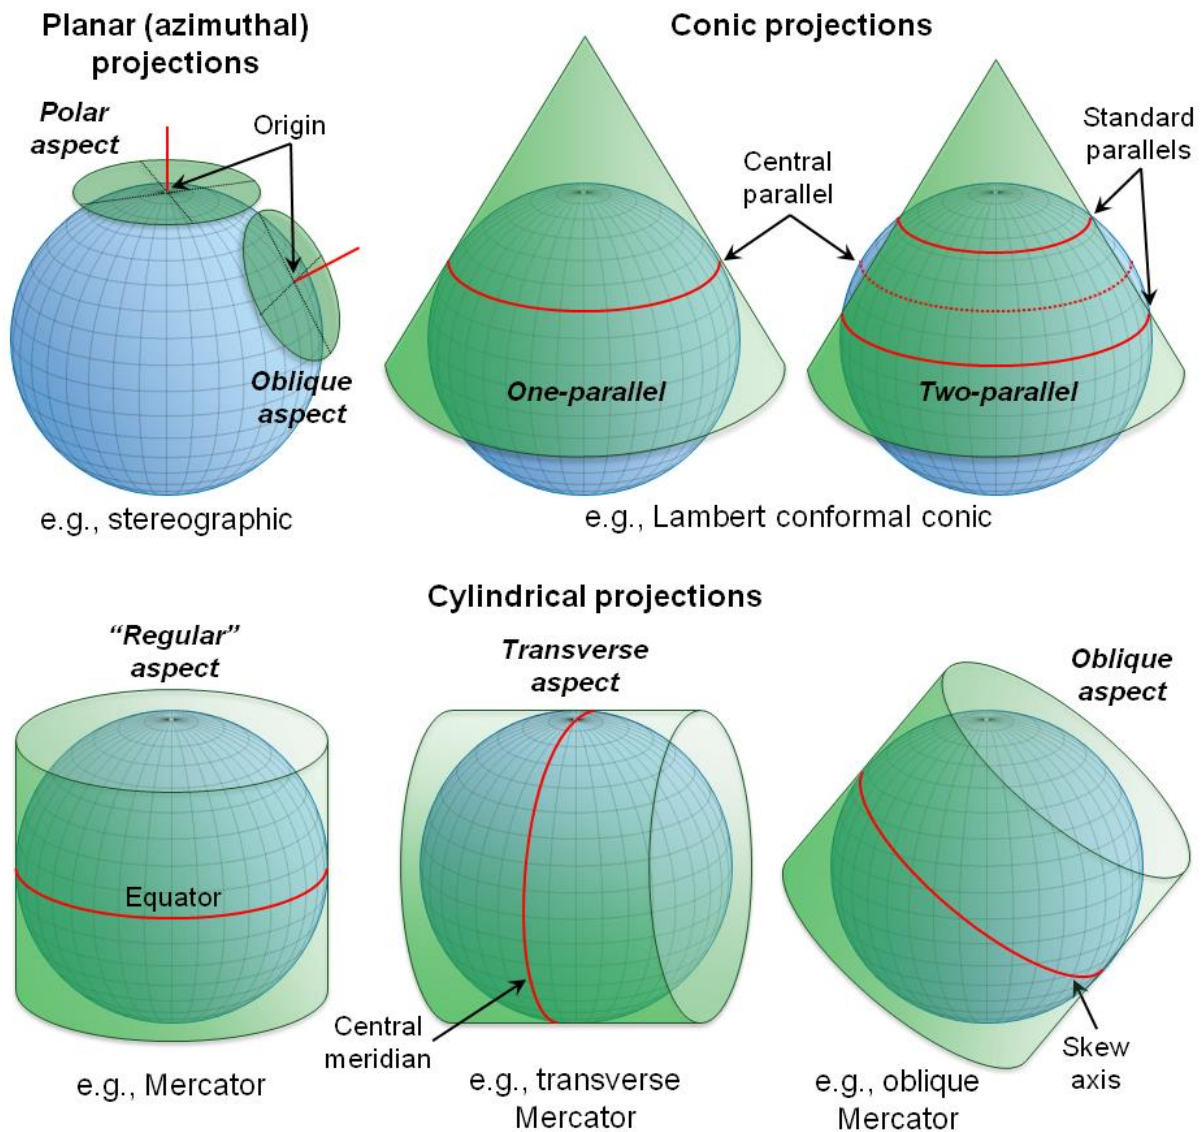 Planar (azimuthal)
projections
Polar
aspect
Origin
Oblique
aspect
e.g., stereographic
Conic projections
Central
parallel
Standard
parallels
One-parallel
Two-parallel
e.g., Lambert conformal conic
Cylindrical projections
“Regular”
aspect
Equator
e.g., Mercator
Transverse
aspect
Central
meridian
e.g., transverse
Mercator
Oblique
aspect
Skew
axis
e.g., oblique
Mercator